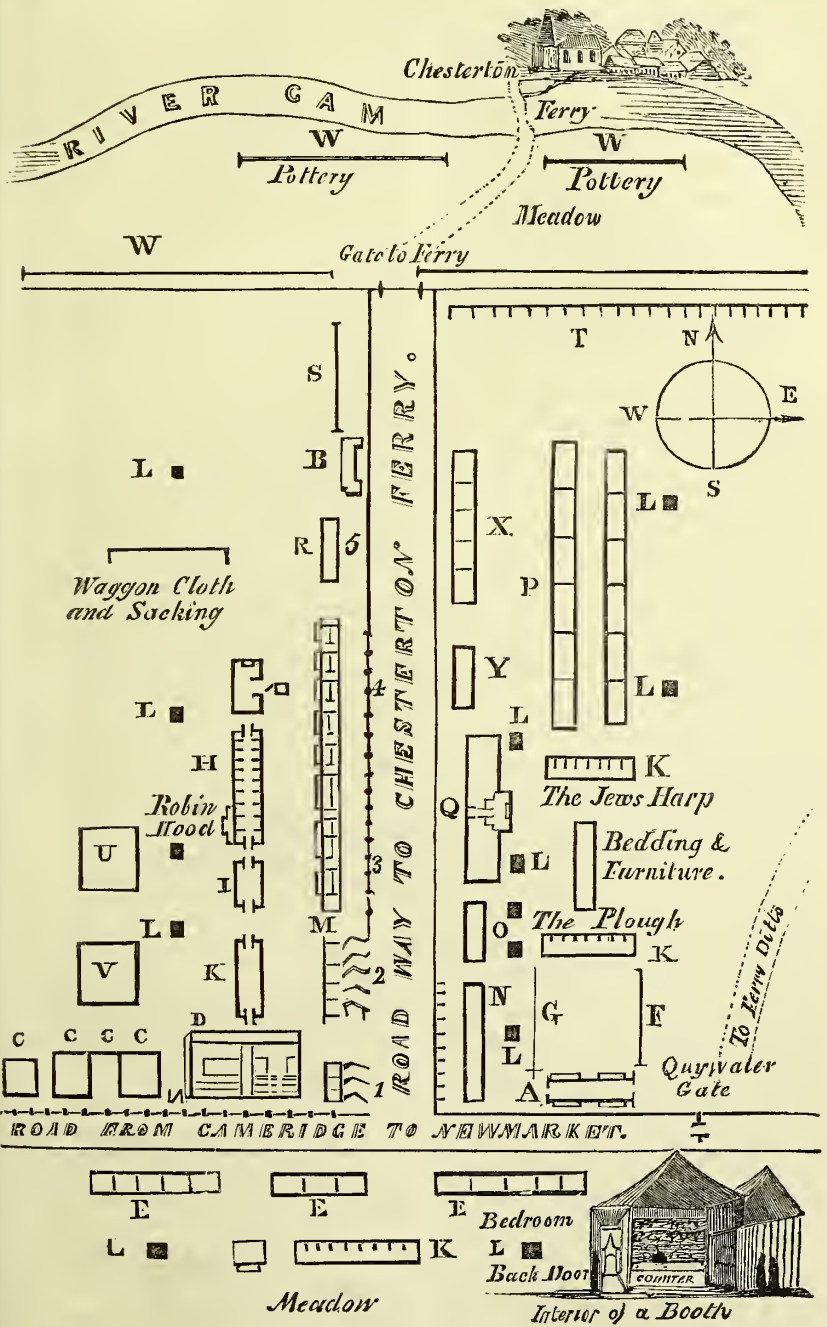 Chesterton
Ferry
RIVER CAM
W
W
Pottery
Pottery
Meadow
W
Gate to Ferry
T
N
E
W
S
S
B
L
R 5
X
P
L
Waggon Cloth
and Sacking
ROAD WAY TO CHESTERTON FERRY.
Y
L
4
L
L
H
K
The Jews Harp
Q
Robin
Hood
U
Bedding &
Furniture.
3
I
L
M
O
The Plough
L
K
V
K
2
N
G
F
To Ferry Ditts
D
L
C C C C
Quywater
Gate
A
1
ROAD FROM CAMBRIDGE TO NEWMARKET.
E
E
E
Bedroom
L
K
L
Back Door
COUNTER
Meadow
Interior of a Booth